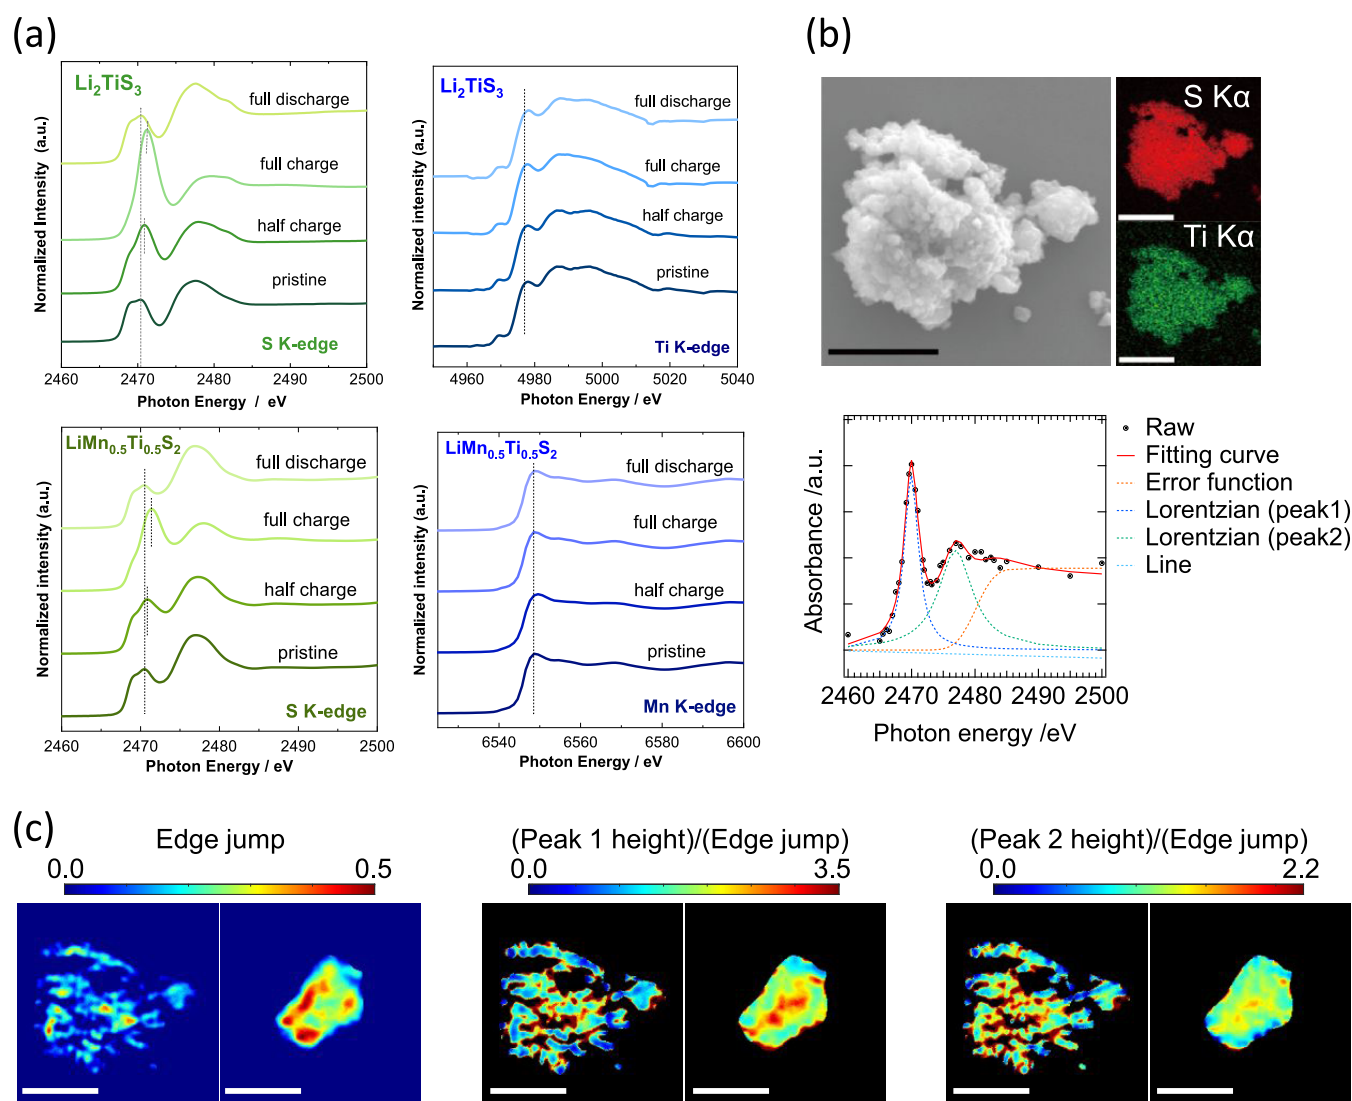 (a)
Li2TiS3
full discharge
full charge
half charge
pristine
S K-edge
Normalized Intensity (a.u.)
2460 2470 2480 2490 2500
Photon Energy / eV
Li2TiS3
full discharge
full charge
half charge
pristine
Ti K-edge
Normalized intensity (a.u.)
4960 4980 5000 5020 5040
Photon Energy / eV
LiMn0.5Ti0.5S2
full discharge
full charge
half charge
pristine
S K-edge
Normalized intensity (a.u.)
2460 2470 2480 2490 2500
Photon Energy / eV
LiMn0.5Ti0.5S2
full discharge
full charge
half charge
pristine
Mn K-edge
Normalized intensity (a.u.)
6540 6560 6580 6600
Photon Energy / eV
(b)
S Kα
Ti Kα
Raw
Fitting curve
Error function
Lorentzian (peak1)
Lorentzian (peak2)
Line
Absorbance /a.u.
2460 2470 2480 2490 2500
Photon energy /eV
(c)
Edge jump
0.0 0.5
(Peak 1 height)/(Edge jump)
0.0 3.5
(Peak 2 height)/(Edge jump)
0.0 2.2